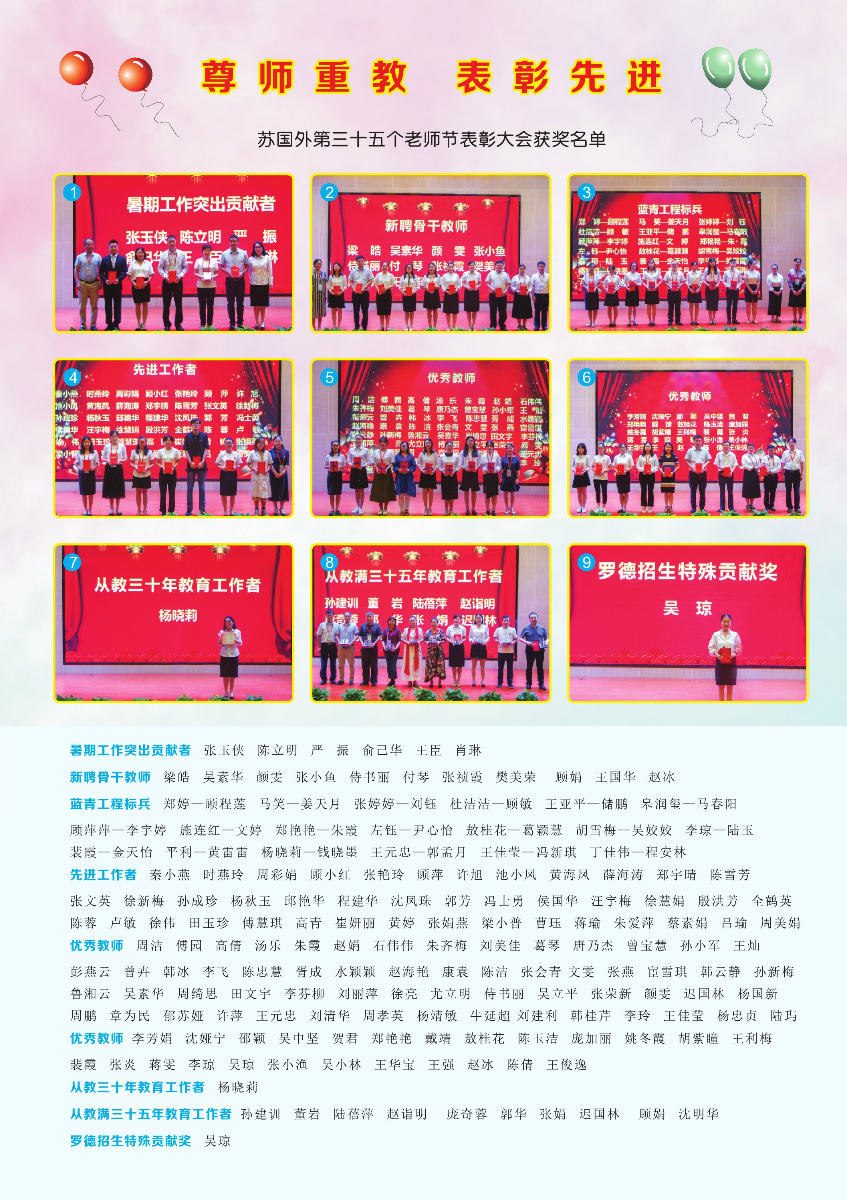 尊师重教 表彰先进
苏国外第三十五个老师节表彰大会获奖名单
1
暑期工作突出贡献者
张玉侠 陈立明 严 振
2
新聘骨干教师
梁 皓 吴素华 颜 雯 张小鱼
3
蓝青工程标兵
4
先进工作者
5
优秀教师
6
优秀教师
7
从教三十年教育工作者
杨晓莉
8
从教满三十五年教育工作者
孙建训 董 岩 陆蓓萍 赵诣明
9
罗德招生特殊贡献奖
吴 琼
暑期工作突出贡献者 张玉侠 陈立明 严 振 俞己华 王臣 肖琳
新聘骨干教师 梁皓 吴素华 颜雯 张小鱼 侍书丽 付琴 张祯霞 樊美荣 顾娟 王国华 赵冰
蓝青工程标兵 郑婷—顾程莲 马笑—姜天月 张婷婷—刘钰 杜洁洁—顾敏 王亚平—储鹏 皋润玺—马春阳
顾萍萍—李宇婷 施连红—文婷 郑艳艳—朱霞 左钰—尹心怡 敖桂花—葛颖慧 胡雪梅—吴姣姣 李琼—陆玉
裴霞—金天怡 平利—黄雷雷 杨晓莉—钱晓墨 王元忠—郭孟月 王佳莹—冯新琪 丁佳伟—程安林
先进工作者 秦小燕 时燕玲 周彩娟 顾小红 张艳玲 顾萍 许旭 池小凤 黄海凤 薛海涛 郑宇晴 陈雪芳
张文英 徐新梅 孙成珍 杨秋玉 邱艳华 程建华 沈凤珠 郭芳 冯士勇 侯国华 汪字梅 徐慧娟 殷洪芳 仝鹤英
陈蓉 卢敏 徐伟 田玉珍 傅慧琪 高青 崔妍丽 黄婷 张娟燕 梁小普 曹珏 蒋瑜 朱爱萍 蔡素娟 吕瑜 周美娟
优秀教师 周洁 傅园 高倩 汤乐 朱霞 赵娟 石伟伟 朱齐梅 刘美佳 葛琴 唐乃杰 曾宝慧 孙小军 王灿
彭燕云 曾卉 韩冰 李飞 陈忠慧 胥成 水颖颖 赵海艳 康袁 陈洁 张会青 文雯 张燕 宦雪琪 韩云静 孙新梅
鲁湘云 吴素华 周绮思 田文宇 李芬柳 刘丽萍 徐亮 尤立明 侍书丽 吴立平 张荣新 颜雯 迟国林 杨国新
周鹏 章为民 郁苏娅 许萍 王元忠 刘清华 周孝英 杨靖敏 牛延超 刘建利 韩桂芹 李玲 王佳莹 杨忠贞 陆玙
优秀教师 李芳娟 沈娅宁 邵颖 吴中坚 贺君 郑艳艳 戴靖 敖桂花 陈玉洁 庞加丽 姚冬霞 胡紫瞳 王利梅
裴霞 张炎 蒋雯 李琼 吴琼 张小渔 吴小林 王华宝 王强 赵冰 陈倩 王俊逸
从教三十年教育工作者 杨晓莉
从教满三十五年教育工作者 孙建训 董岩 陆蓓萍 赵诣明 庞奇蓉 郭华 张娟 迟国林 顾娟 沈明华
罗德招生特殊贡献奖 吴琼